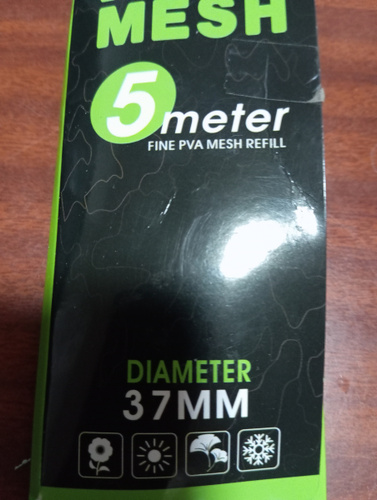 MESH
5 meter
FINE PVA MESH REFILL
DIAMETER
37MM